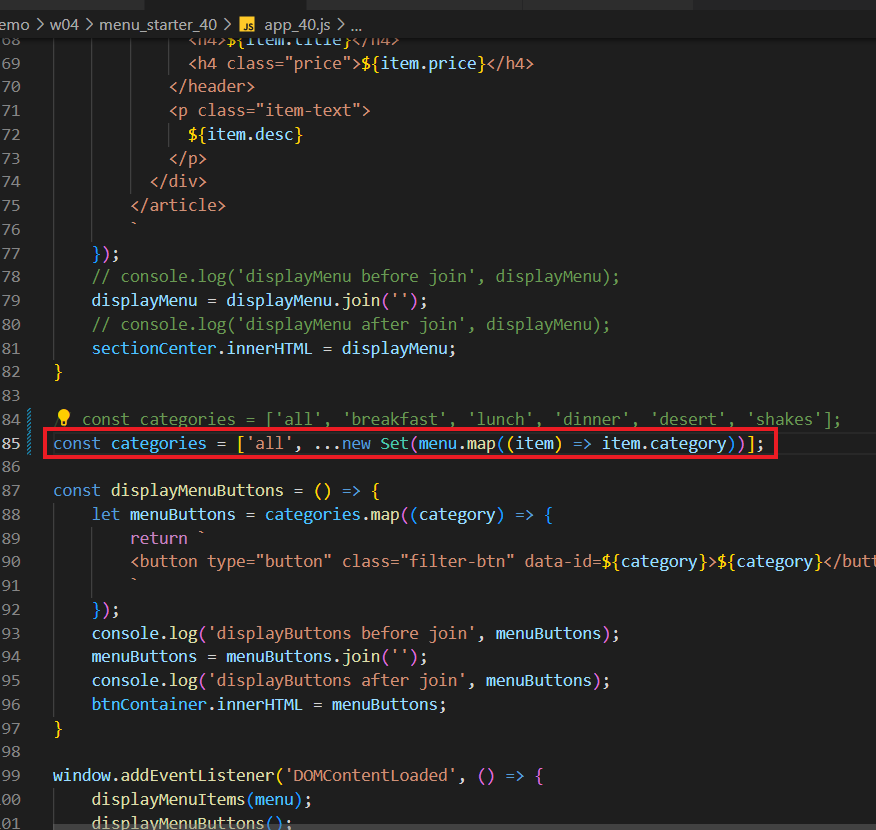 emo > w04 > menu_starter_40 > JS app_40.js > ...
68 <h4>${item.title}</h4>
69 <h4 class="price">${item.price}</h4>
70 </header>
71 <p class="item-text">
72 ${item.desc}
73 </p>
74 </div>
75 </article>
76 `
77 });
78 // console.log('displayMenu before join', displayMenu);
79 displayMenu = displayMenu.join('');
80 // console.log('displayMenu after join', displayMenu);
81 sectionCenter.innerHTML = displayMenu;
82 }
83
84 const categories = ['all', 'breakfast', 'lunch', 'dinner', 'desert', 'shakes'];
85 const categories = ['all', ...new Set(menu.map((item) => item.category))];
86
87 const displayMenuButtons = () => {
88 let menuButtons = categories.map((category) => {
89 return `
90 <button type="button" class="filter-btn" data-id=${category}>${category}</butt
91 `
92 });
93 console.log('displayButtons before join', menuButtons);
94 menuButtons = menuButtons.join('');
95 console.log('displayButtons after join', menuButtons);
96 btnContainer.innerHTML = menuButtons;
97 }
98
99 window.addEventListener('DOMContentLoaded', () => {
00 displayMenuItems(menu);
01 displayMenuButtons();